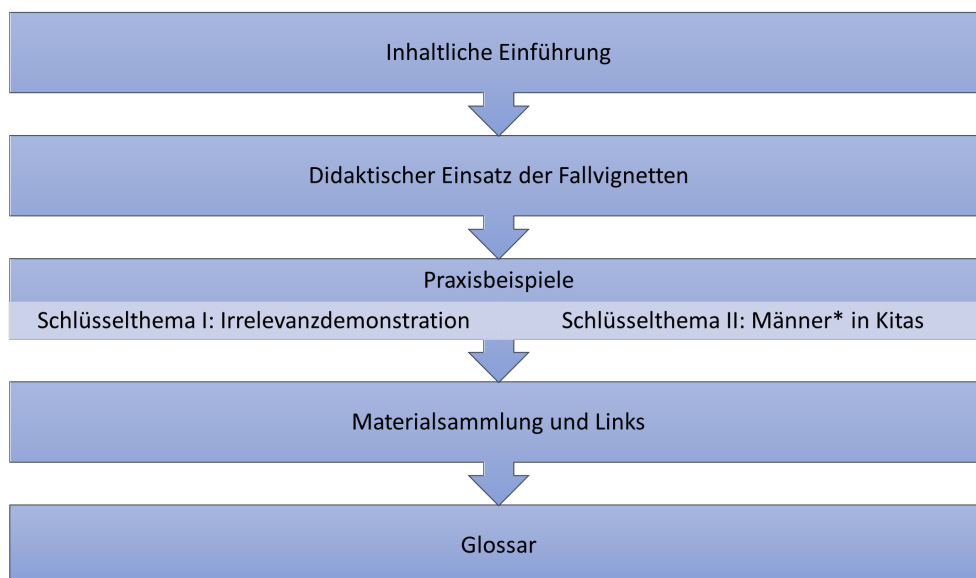 Inhaltliche Einführung
Didaktischer Einsatz der Fallvignetten
Praxisbeispiele
Schlüsselthema I: Irrelevanzdemonstration
Schlüsselthema II: Männer* in Kitas
Materialsammlung und Links
Glossar